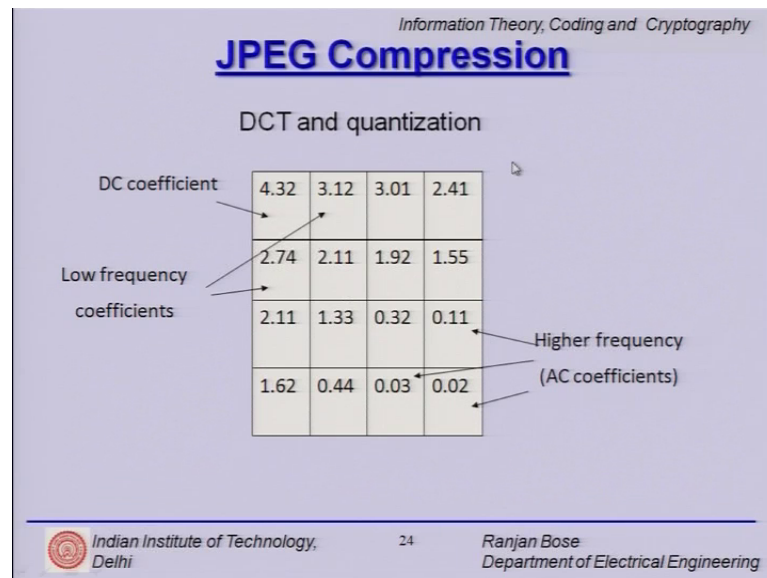 Information Theory, Coding and Cryptography
JPEG Compression
DCT and quantization
DC coefficient
4.32 3.12 3.01 2.41
2.74 2.11 1.92 1.55
Low frequency
coefficients
2.11 1.33 0.32 0.11
Higher frequency
(AC coefficients)
1.62 0.44 0.03 0.02
Indian Institute of Technology,
Delhi
24
Ranjan Bose
Department of Electrical Engineering